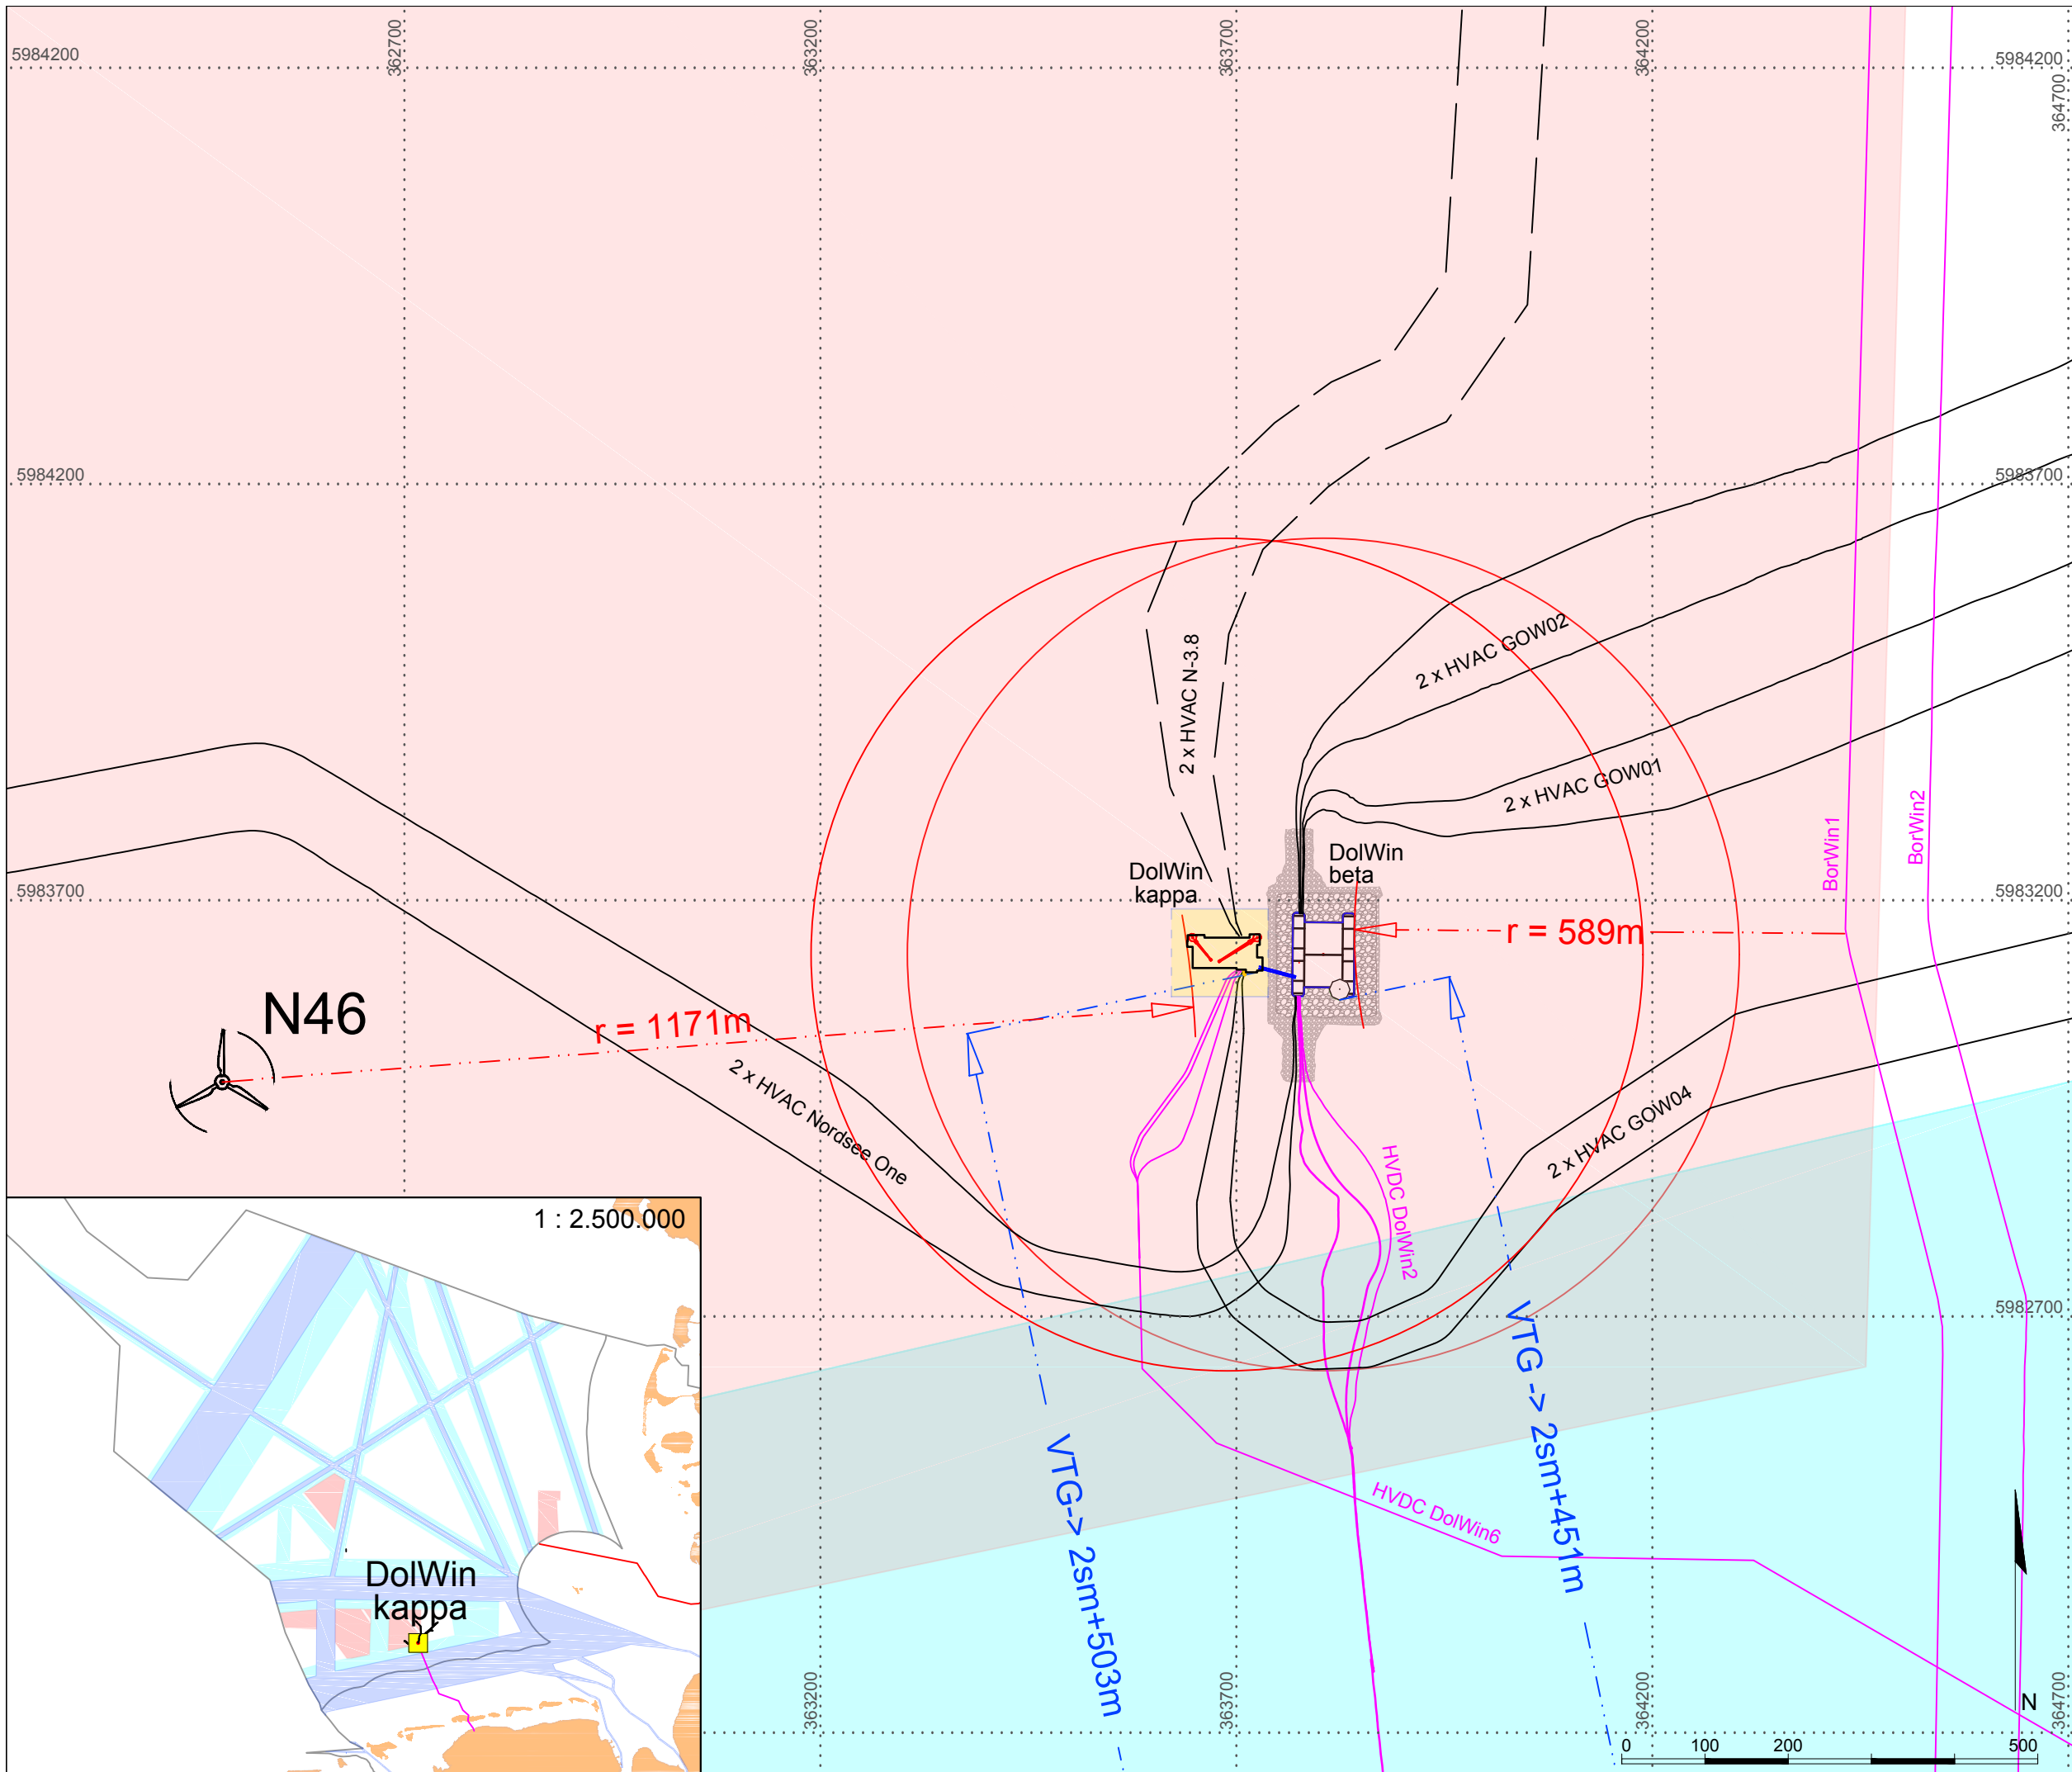 362700
363200
363700
364200
5984200
5984200
364700
5984200
5983700
2 x HVAC GOW02
2 x HVAC N-3.8
2 x HVAC GOW01
BorWin1
BorWin2
DolWin
beta
DolWin
kappa
5983700
5983200
r = 589m
N46
r = 1171m
2 x HVAC Nordsee One
2 x HVAC GOW04
HVDC DolWin2
1 : 2.500.000
5982700
VTG -> 2sm+451m
VTG-> 2sm+503m
HVDC DolWin6
DolWin
kappa
363200
363700
364200
364700
N
0 100 200 500